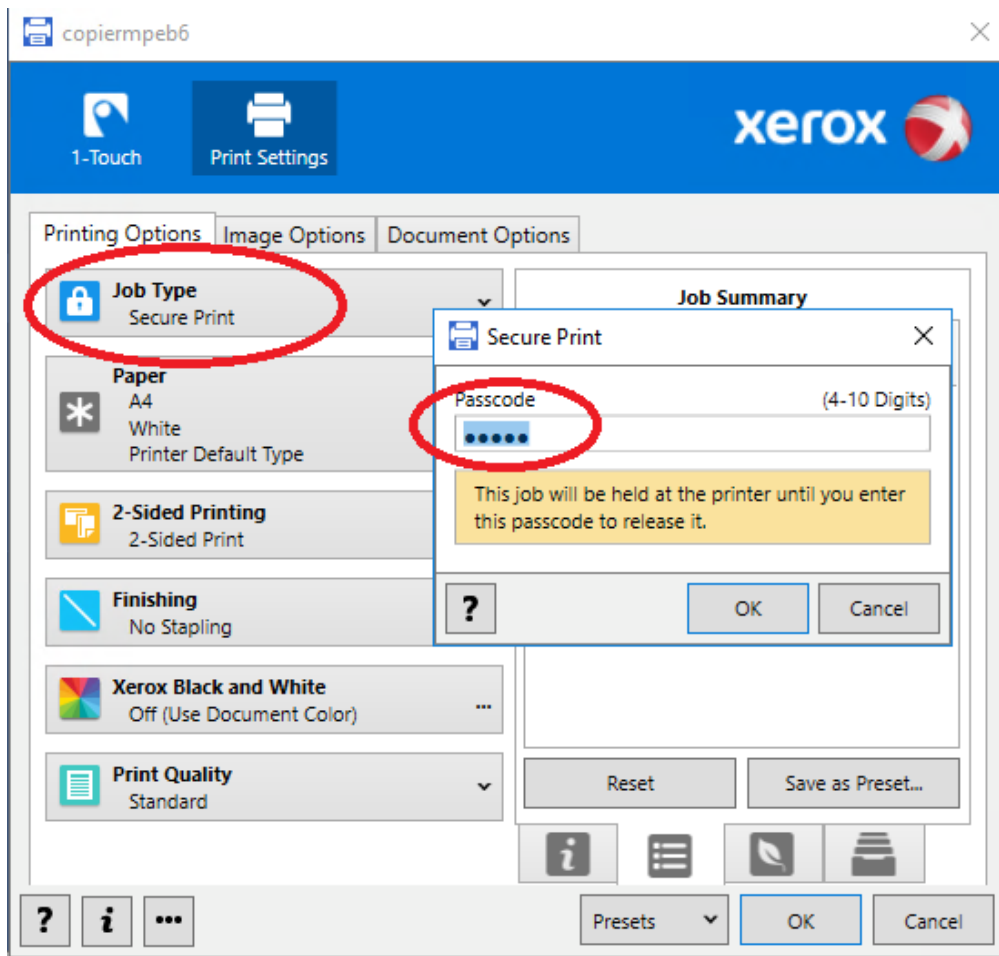 copiermpeb6
1-Touch
Print Settings
xerox
Printing Options
Image Options
Document Options
Job Type
Secure Print
Paper
A4
White
Printer Default Type
2-Sided Printing
2-Sided Print
Finishing
No Stapling
Xerox Black and White
Off (Use Document Color)
...
Print Quality
Standard
Job Summary
Secure Print
Passcode (4-10 Digits)
•••••
This job will be held at the printer until you enter
this passcode to release it.
?
OK
Cancel
Reset
Save as Preset...
i
? i •••
Presets
OK
Cancel